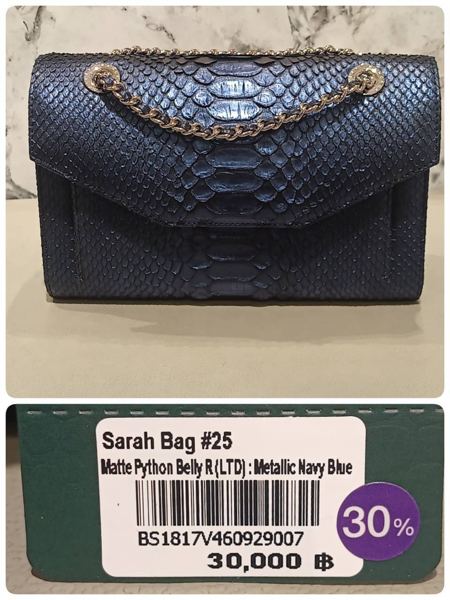 Sarah Bag #25
Matte Python Belly R (LTD) : Metallic Navy Blue
BS1817V460929007
30,000 ฿
30%